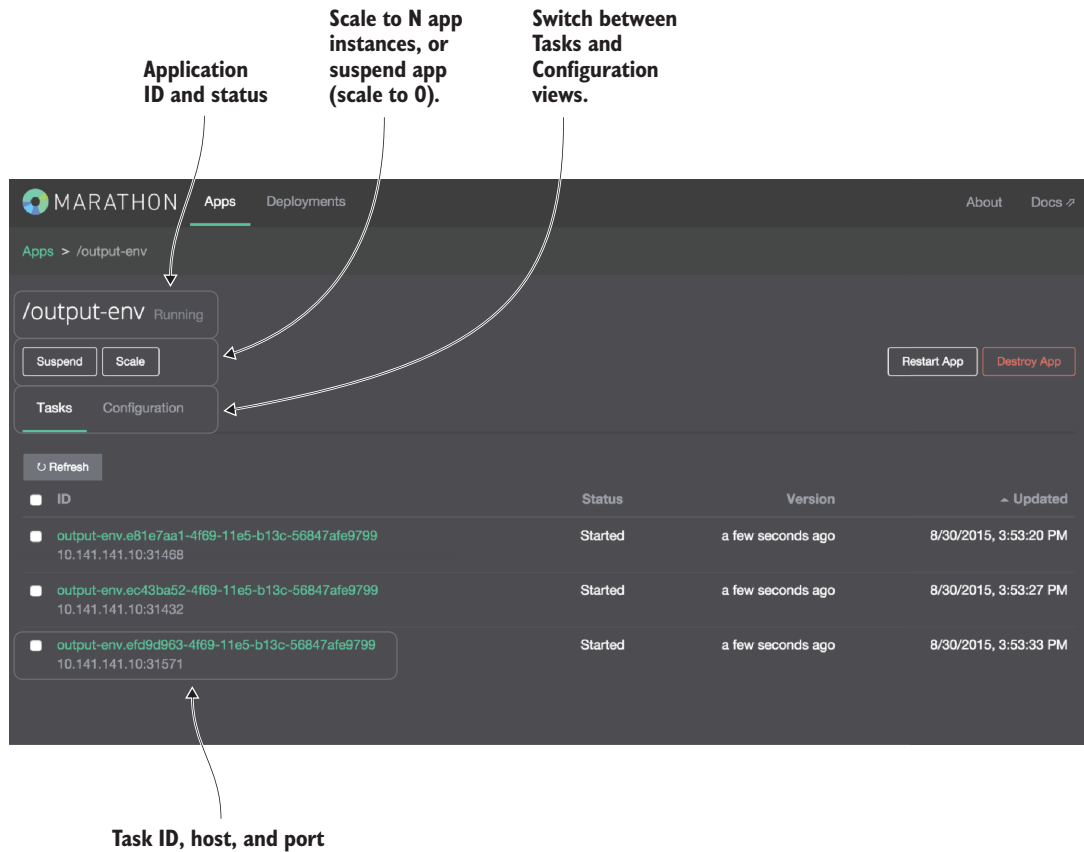 Application
ID and status
Scale to N app
instances, or
suspend app
(scale to 0).
Switch between
Tasks and
Configuration
views.
MARATHON Apps Deployments About Docs
Apps > /output-env
/output-env Running
Suspend Scale Restart App Destroy App
Tasks Configuration
Refresh
ID Status Version Updated
output-env.e81e7aa1-4f69-11e5-b13c-56847afe9799 Started a few seconds ago 8/30/2015, 3:53:20 PM
10.141.141.10:31468
output-env.ec43ba52-4f69-11e5-b13c-56847afe9799 Started a few seconds ago 8/30/2015, 3:53:27 PM
10.141.141.10:31432
output-env.efd9d963-4f69-11e5-b13c-56847afe9799 Started a few seconds ago 8/30/2015, 3:53:33 PM
10.141.141.10:31571
Task ID, host, and port